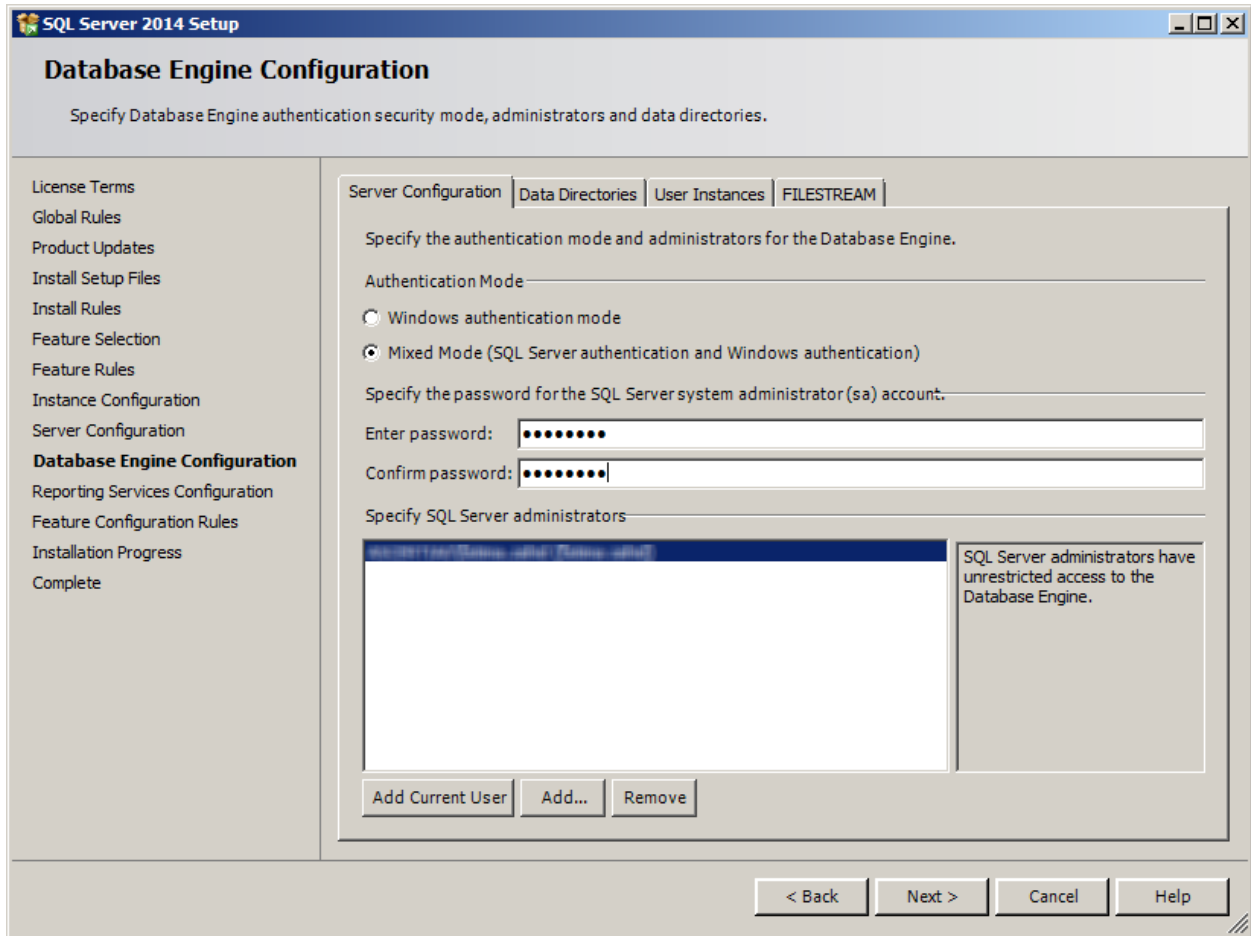 SQL Server 2014 Setup
Database Engine Configuration
Specify Database Engine authentication security mode, administrators and data directories.
License Terms
Global Rules
Product Updates
Install Setup Files
Install Rules
Feature Selection
Feature Rules
Instance Configuration
Server Configuration
Database Engine Configuration
Reporting Services Configuration
Feature Configuration Rules
Installation Progress
Complete
Server Configuration Data Directories User Instances FILESTREAM
Specify the authentication mode and administrators for the Database Engine.
Authentication Mode
Windows authentication mode
Mixed Mode (SQL Server authentication and Windows authentication)
Specify the password for the SQL Server system administrator (sa) account.
Enter password: ●●●●●●●●
Confirm password: ●●●●●●●●
Specify SQL Server administrators
SQL Server administrators have
unrestricted access to the
Database Engine.
Add Current User Add... Remove
< Back Next > Cancel Help